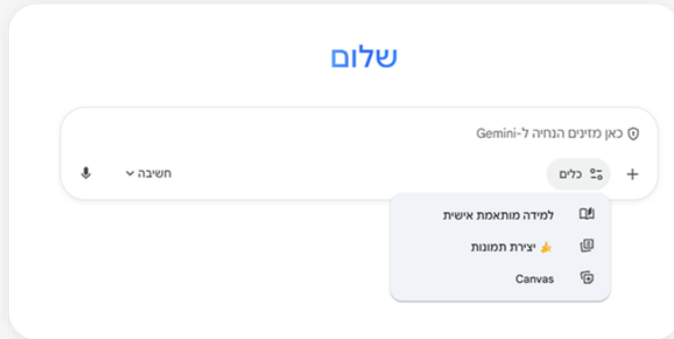 שלום
כאן מזינים הנחיה ל-Gemini
כלים
חשיבה
למידה מותאמת אישית
יצירת תמונות
Canvas